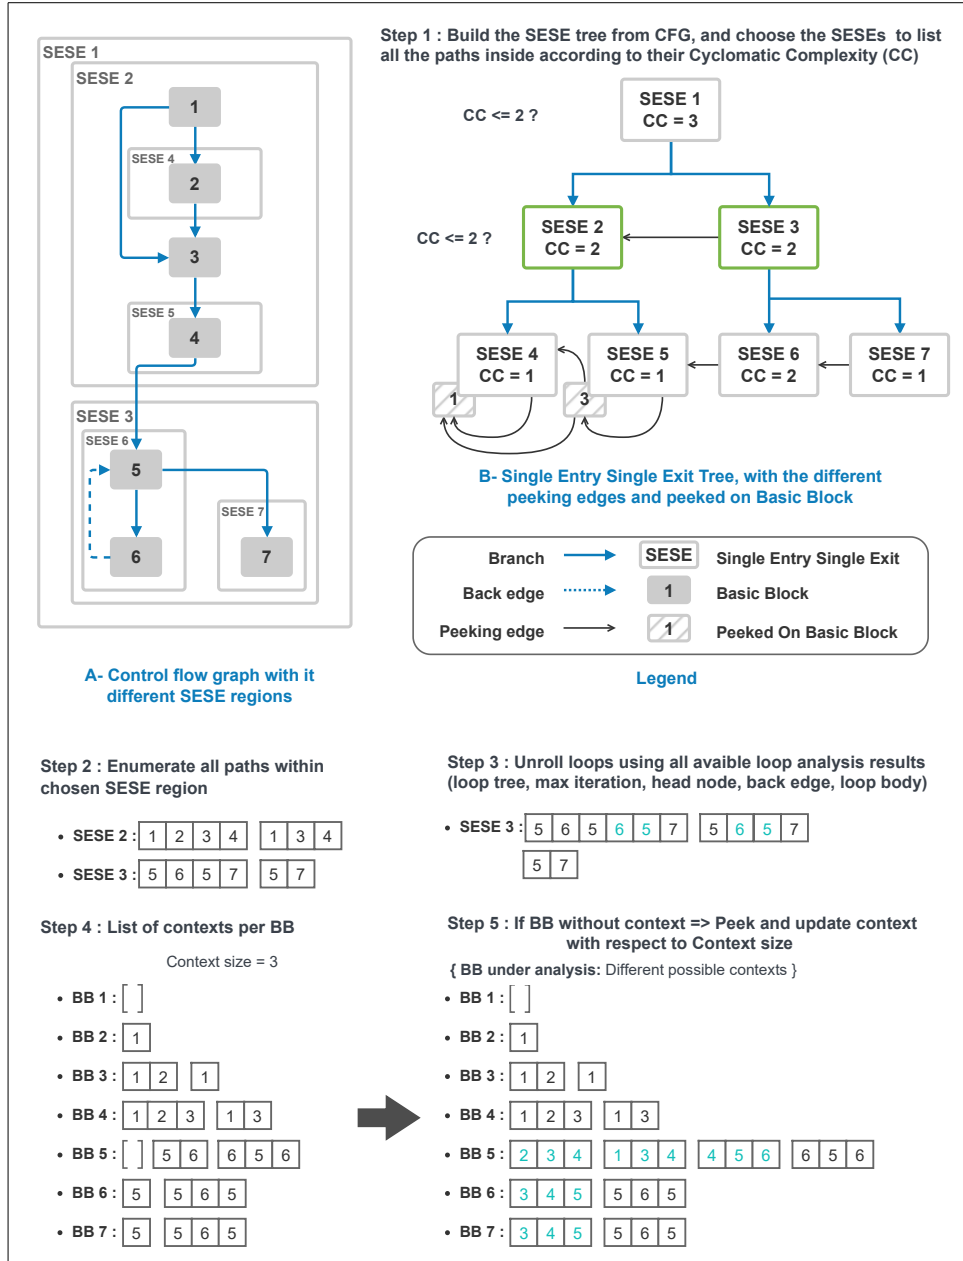 SESE 1
SESE 2
1
SESE 4
2
3
SESE 5
4
SESE 3
SESE 6
5
SESE 7
6
7
A- Control flow graph with it
different SESE regions
Step 1 : Build the SESE tree from CFG, and choose the SESEs to list
all the paths inside according to their Cyclomatic Complexity (CC)
CC <= 2 ?
SESE 1
CC = 3
CC <= 2 ?
SESE 2
CC = 2
SESE 3
CC = 2
SESE 4
CC = 1
SESE 5
CC = 1
SESE 6
CC = 2
SESE 7
CC = 1
1
3
B- Single Entry Single Exit Tree, with the different
peeking edges and peeked on Basic Block
Branch
SESE
Single Entry Single Exit
Back edge
1
Basic Block
Peeking edge
1
Peeked On Basic Block
Legend
Step 2 : Enumerate all paths within
chosen SESE region
• SESE 2 : 1 2 3 4 1 3 4
• SESE 3 : 5 6 5 7 5 7
Step 3 : Unroll loops using all avaible loop analysis results
(loop tree, max iteration, head node, back edge, loop body)
• SESE 3 : 5 6 5 6 5 7 5 6 5 7
5 7
Step 4 : List of contexts per BB
Context size = 3
• BB 1 : [ ]
• BB 2 : 1
• BB 3 : 1 2 1
• BB 4 : 1 2 3 1 3
• BB 5 : [ ] 5 6 6 5 6
• BB 6 : 5 5 6 5
• BB 7 : 5 5 6 5
Step 5 : If BB without context => Peek and update context
with respect to Context size
{ BB under analysis: Different possible contexts }
• BB 1 : [ ]
• BB 2 : 1
• BB 3 : 1 2 1
• BB 4 : 1 2 3 1 3
• BB 5 : 2 3 4 1 3 4 4 5 6 6 5 6
• BB 6 : 3 4 5 5 6 5
• BB 7 : 3 4 5 5 6 5